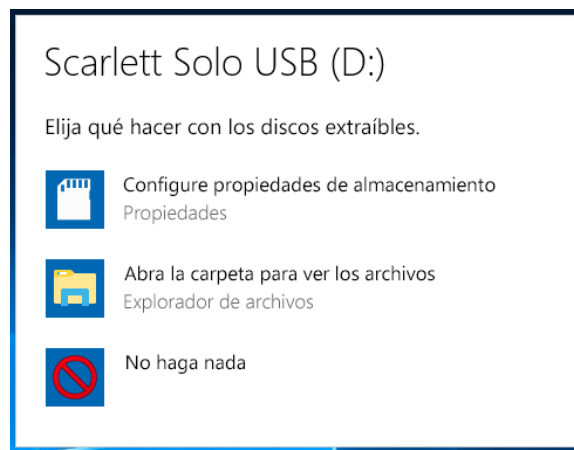 Scarlett Solo USB (D:)
Elija qué hacer con los discos extraíbles.
Configure propiedades de almacenamiento
Propiedades
Abra la carpeta para ver los archivos
Explorador de archivos
No haga nada